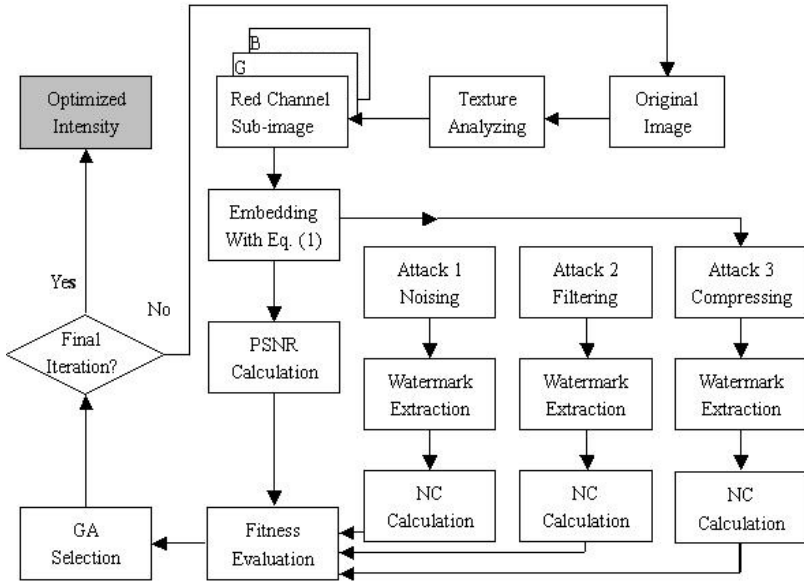 B
G
Optimized
Intensity
Red Channel
Sub-image
Texture
Analyzing
Original
Image
Embedding
With Eq. (1)
Attack 1
Noising
Attack 2
Filtering
Attack 3
Compressing
Yes
No
Final
Iteration?
PSNR
Calculation
Watermark
Extraction
Watermark
Extraction
Watermark
Extraction
NC
Calculation
NC
Calculation
NC
Calculation
GA
Selection
Fitness
Evaluation